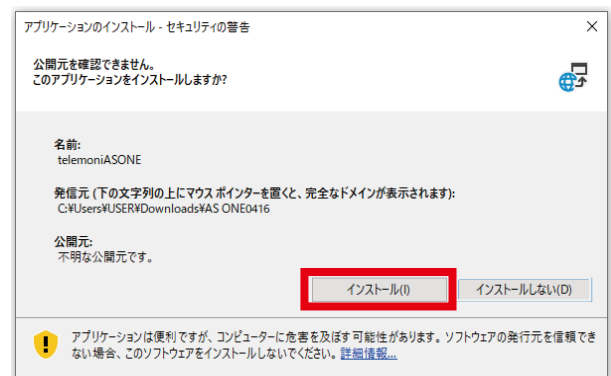 アプリケーションのインストール - セキュリティの警告
公開元を確認できません。
このアプリケーションをインストールしますか?
名前:
telemoniASONE
発信元 (下の文字列の上にマウス ポインターを置くと、完全なドメインが表示されます):
C:¥Users¥USER¥Downloads¥AS ONE0416
公開元:
不明な公開元です。
インストール(I) インストールしない(D)
アプリケーションは便利ですが、コンピューターに危害を及ぼす可能性があります。ソフトウェアの発行元を信頼でき
ない場合、このソフトウェアをインストールしないでください。詳細情報...